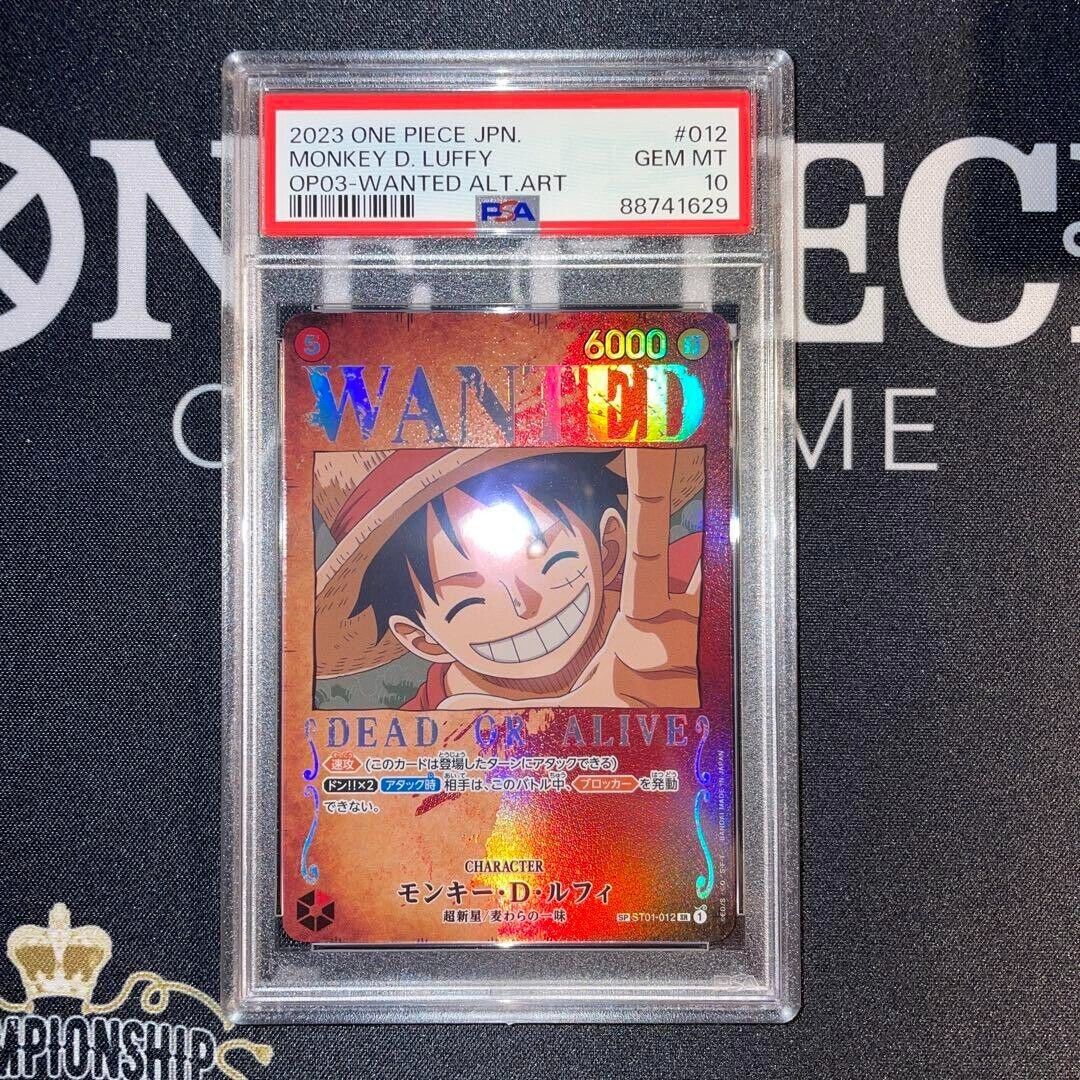 2023 ONE PIECE JPN. #012
MONKEY D. LUFFY GEM MT
OP03-WANTED ALT.ART 10
PSA 88741629
5 6000
WANTED
DEAD OR ALIVE
速攻 (このカードは登場したターンにアタックできる)
ドン!!×2 アタック時 相手は、このバトル中、ブロッカー を発動
できない。
CHARACTER
モンキー・D・ルフィ
超新星/麦わらの一味
SP ST01-012 SR 1
BANDAI MADE IN JAPAN